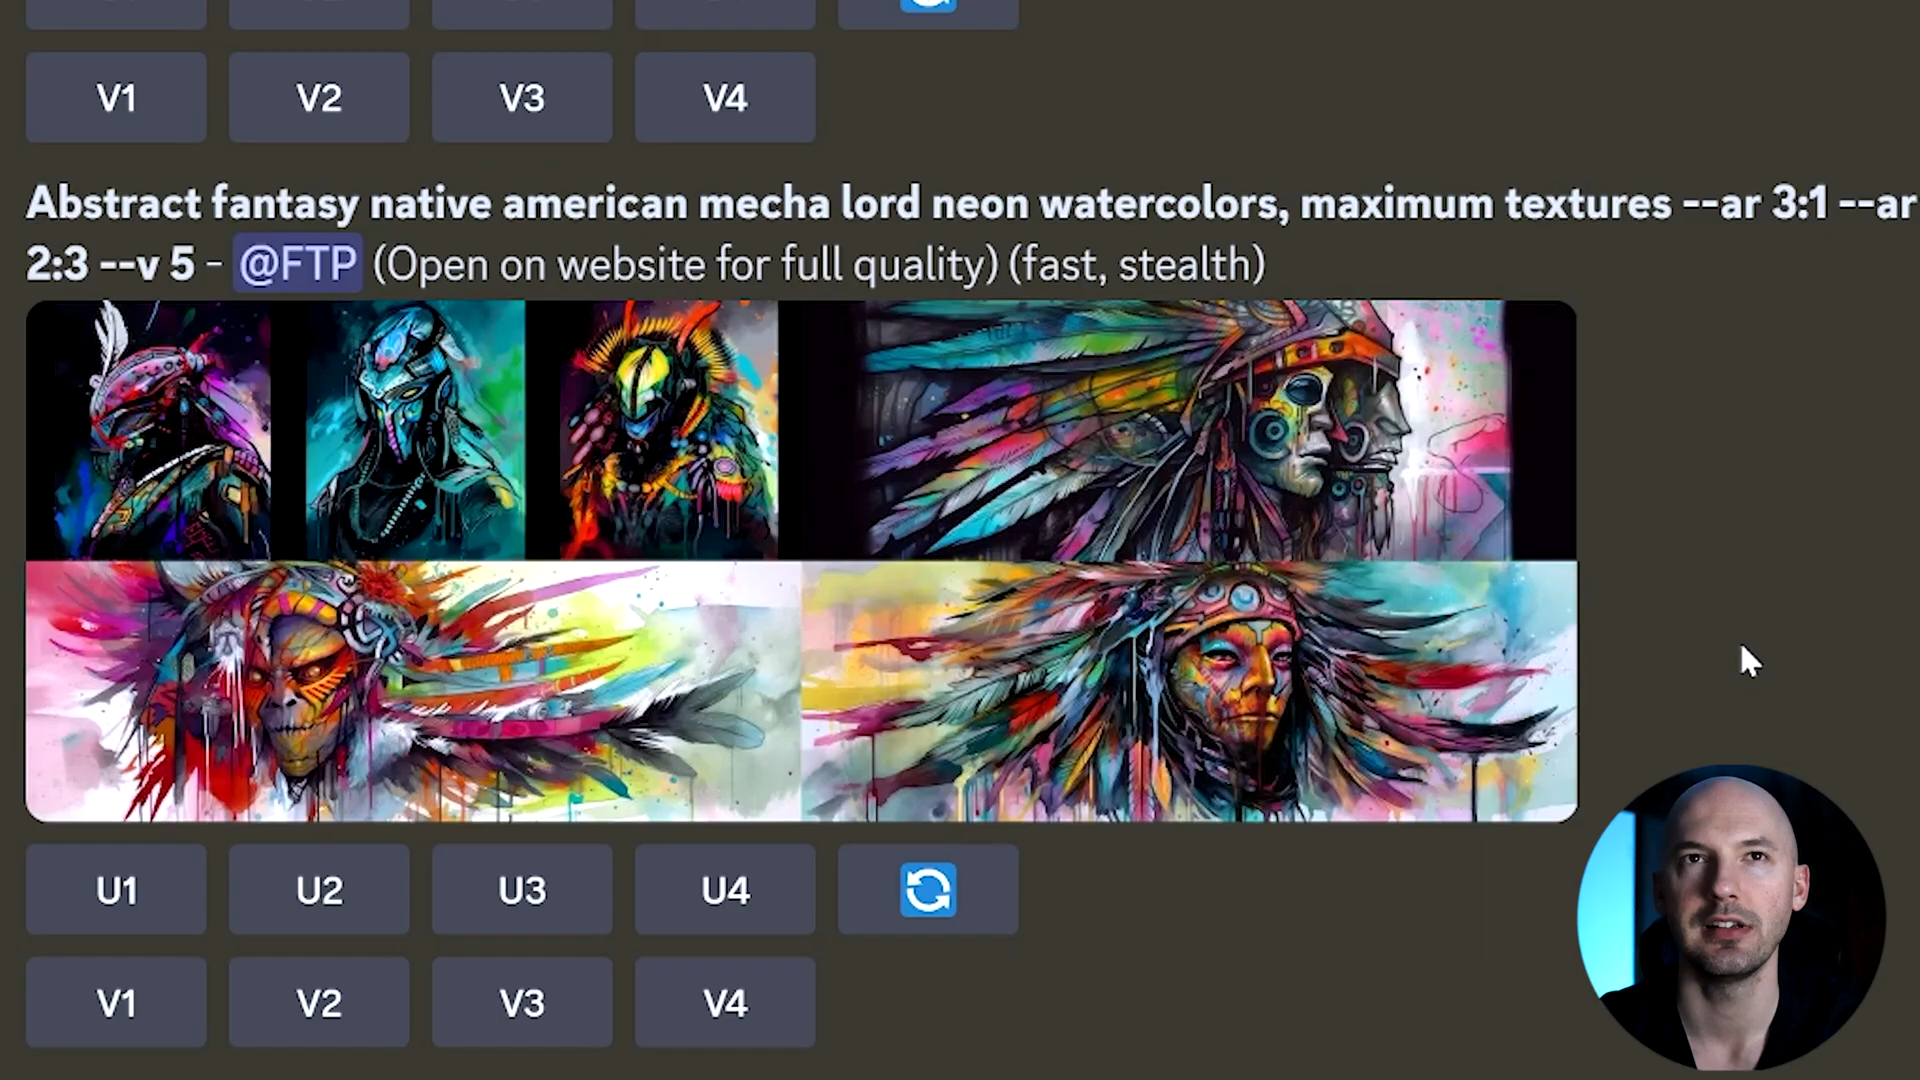 V1 V2 V3 V4
Abstract fantasy native american mecha lord neon watercolors, maximum textures --ar 3:1 --ar
2:3 --v 5 - @FTP (Open on website for full quality) (fast, stealth)
U1 U2 U3 U4
V1 V2 V3 V4